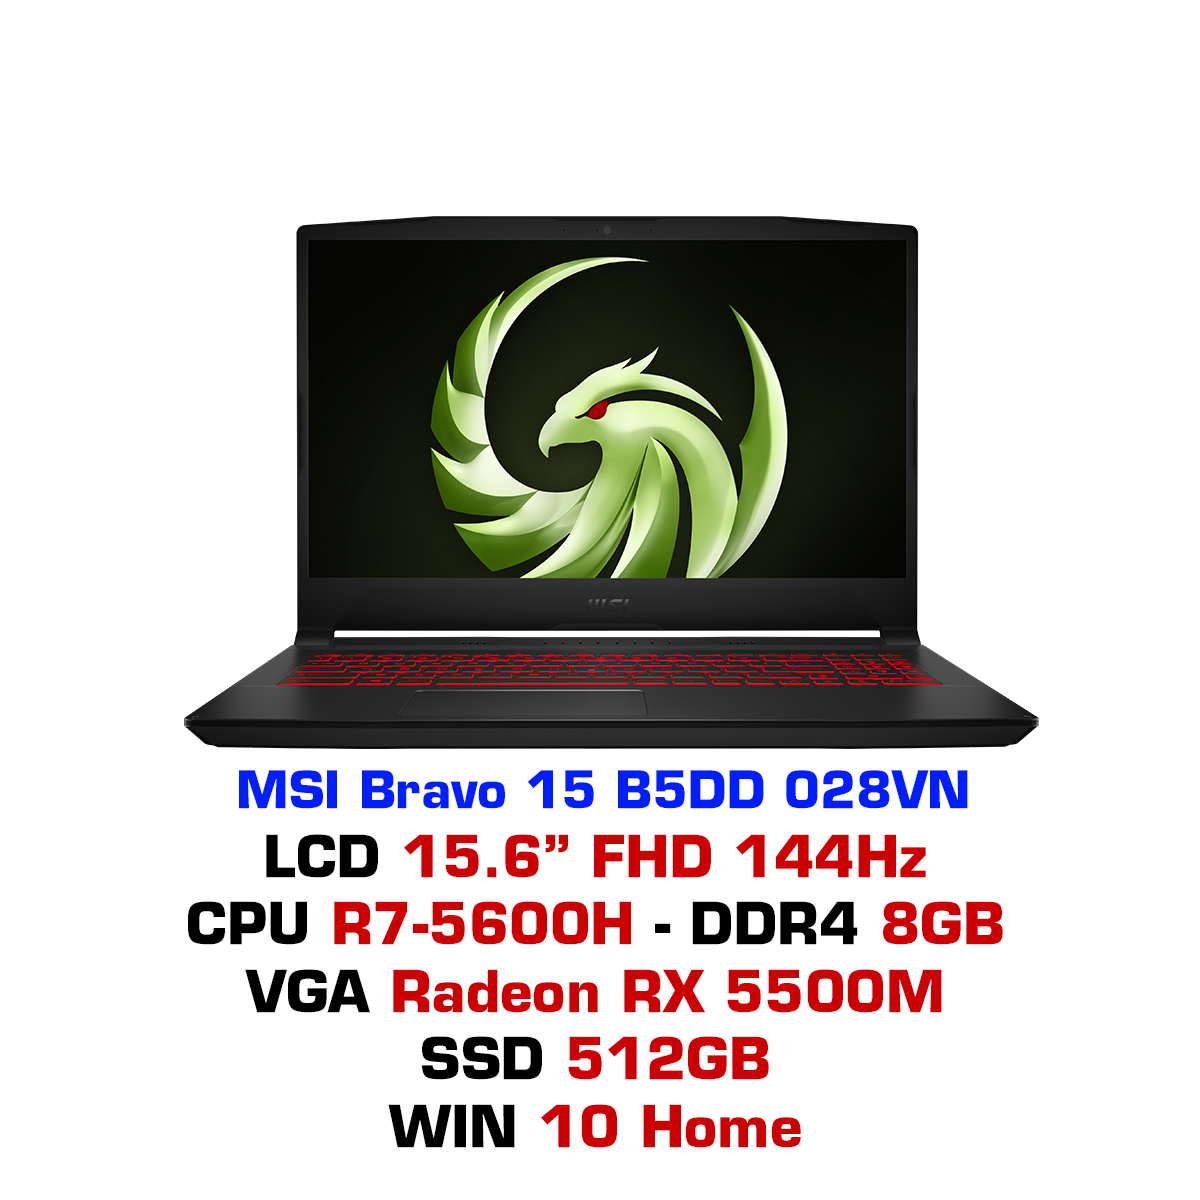 MSI
MSI Bravo 15 B5DD 028VN
LCD 15.6” FHD 144Hz
CPU R7-5600H - DDR4 8GB
VGA Radeon RX 5500M
SSD 512GB
WIN 10 Home